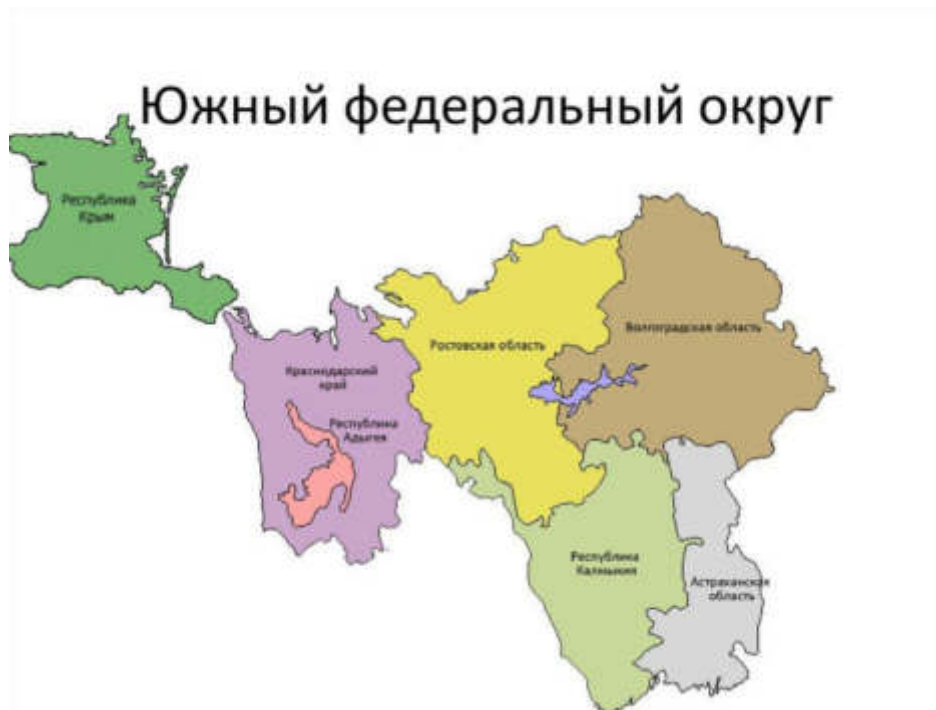 Южный федеральный округ
Республика
Крым
Волгоградская область
Ростовская область
Краснодарский
край
Республика
Адыгея
Республика
Калмыкия
Астраханская
область